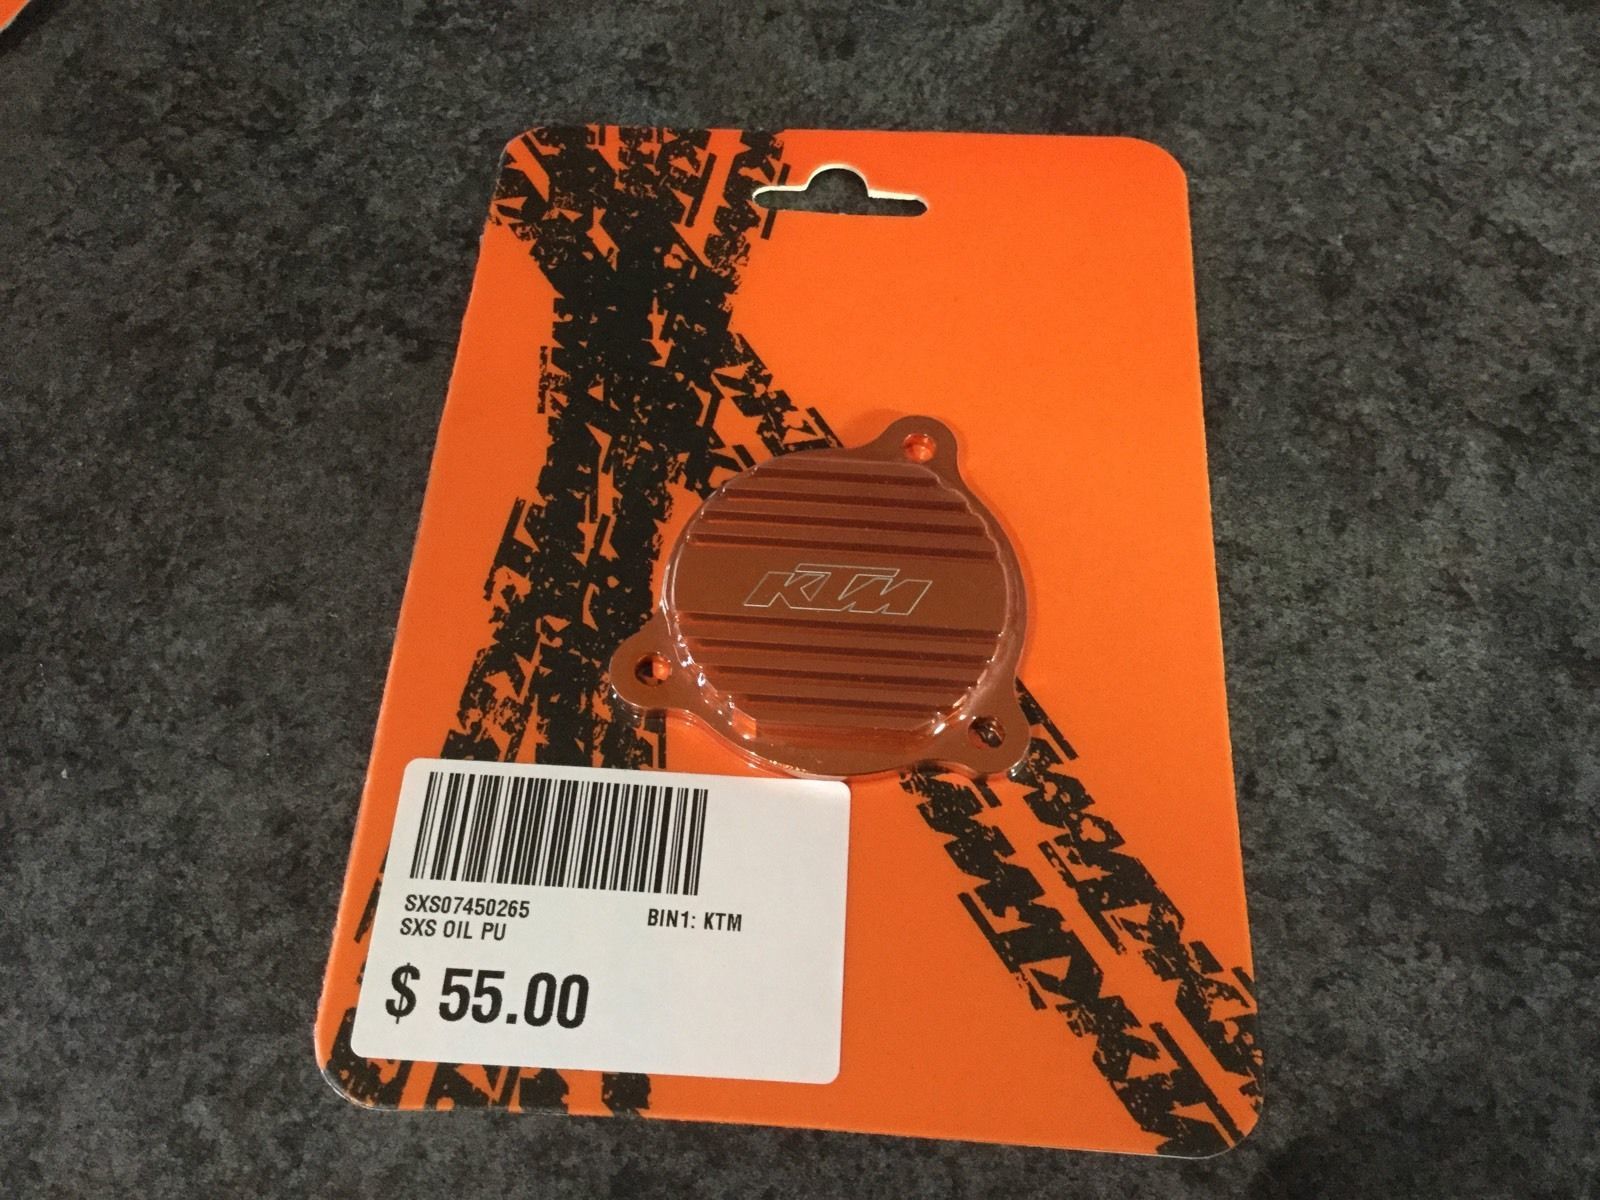 KTM
SXS07450265
BIN1: KTM
SXS OIL PU
$ 55.00